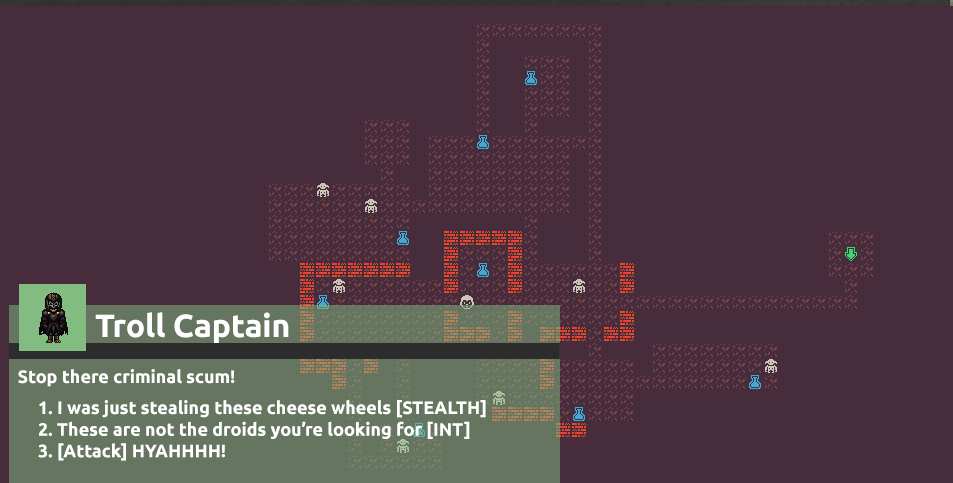 Troll Captain
Stop there criminal scum!
1. I was just stealing these cheese wheels [STEALTH]
2. These are not the droids you're looking for [INT]
3. [Attack] HYAHHHH!